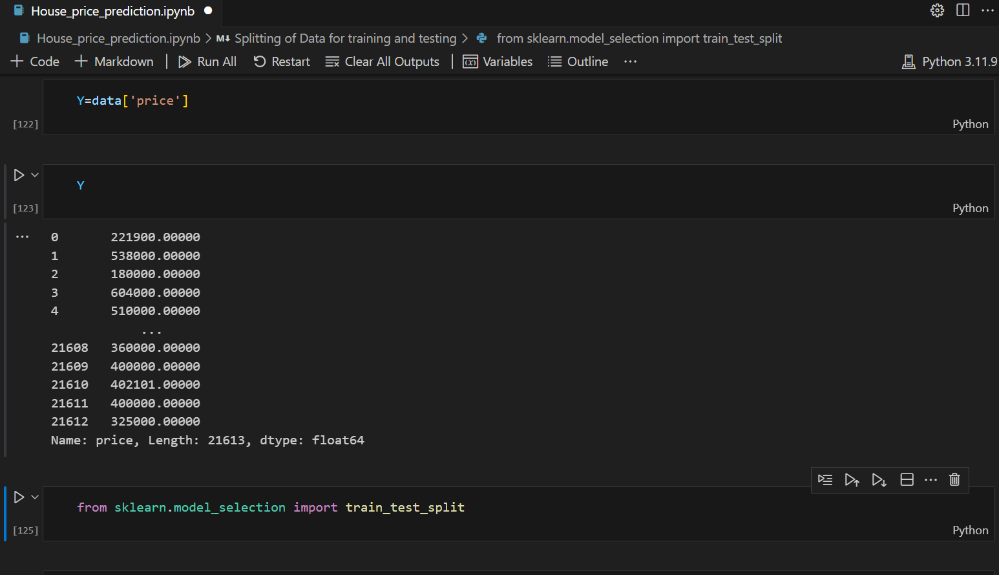 House_price_prediction.ipynb
House_price_prediction.ipynb > M↓ Splitting of Data for training and testing > from sklearn.model_selection import train_test_split
+ Code + Markdown | Run All Restart Clear All Outputs | Variables Outline ... Python 3.11.9
Y=data['price']
[122] Python
Y
[123] Python
0 221900.00000
1 538000.00000
2 180000.00000
3 604000.00000
4 510000.00000
...
21608 360000.00000
21609 400000.00000
21610 402101.00000
21611 400000.00000
21612 325000.00000
Name: price, Length: 21613, dtype: float64
from sklearn.model_selection import train_test_split
[125] Python